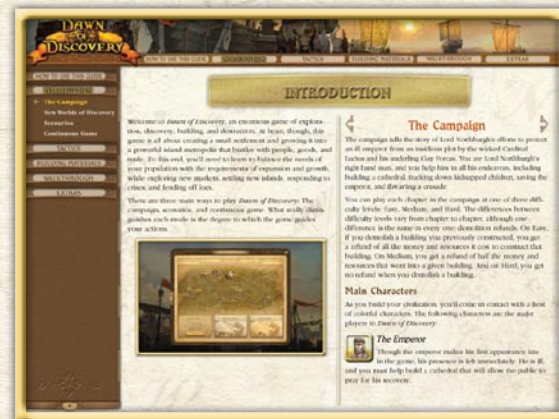 DAWN
OF
DISCOVERY
HOW TO USE THIS GUIDE
INTRODUCTION
TACTICS
BUILDING MATERIALS
WALKTHROUGH
EXTRAS
HOW TO USE THIS GUIDE
INTRODUCTION
The Campaign
New Worlds of Discovery
Scenarios
Continuous Game
TACTICS
BUILDING MATERIALS
WALKTHROUGH
EXTRAS
INTRODUCTION
Welcome to Dawn of Discovery, an enormous game of explora-
tion, discovery, building, and destruction. At heart, though, this
game is all about creating a small settlement and growing it into
a powerful island metropolis that bustles with people, goods, and
trade. To this end, you'll need to learn to balance the needs of
your population with the requirements of expansion and growth,
while exploring new markets, settling new islands, responding to
crises, and fending off foes.
There are three main ways to play Dawn of Discovery: The
campaign, scenarios, and continuous game. What really distin-
guishes each mode is the degree to which the game guides
your actions.
The Campaign
The campaign tells the story of Lord Northburgh's efforts to protect
an ill emperor from an insidious plot by the wicked Cardinal
Lucius and his underling Guy Forcas. You are Lord Northburgh's
right-hand man, and you help him in all his endeavors, including
building a cathedral, tracking down kidnapped children, saving the
emperor, and thwarting a crusade.
You can play each chapter in the campaign at one of three diffi-
culty levels: Easy, Medium, and Hard. The differences between
difficulty levels vary from chapter to chapter, although one
difference is the same in every one: demolition refunds. On Easy,
if you demolish a building you previously constructed, you get
a refund of all the money and resources it cost to construct that
building. On Medium, you get a refund of half the money and
resources that went into a given building. And on Hard, you get
no refund when you demolish a building.
Main Characters
As you build your civilization, you'll come in contact with a host
of colorful characters. The following characters are the major
players in Dawn of Discovery.
The Emperor
Though the emperor makes his first appearance late
in the game, his presence is felt immediately. He is ill,
and you must help build a cathedral that will allow the public to
pray for his recovery.